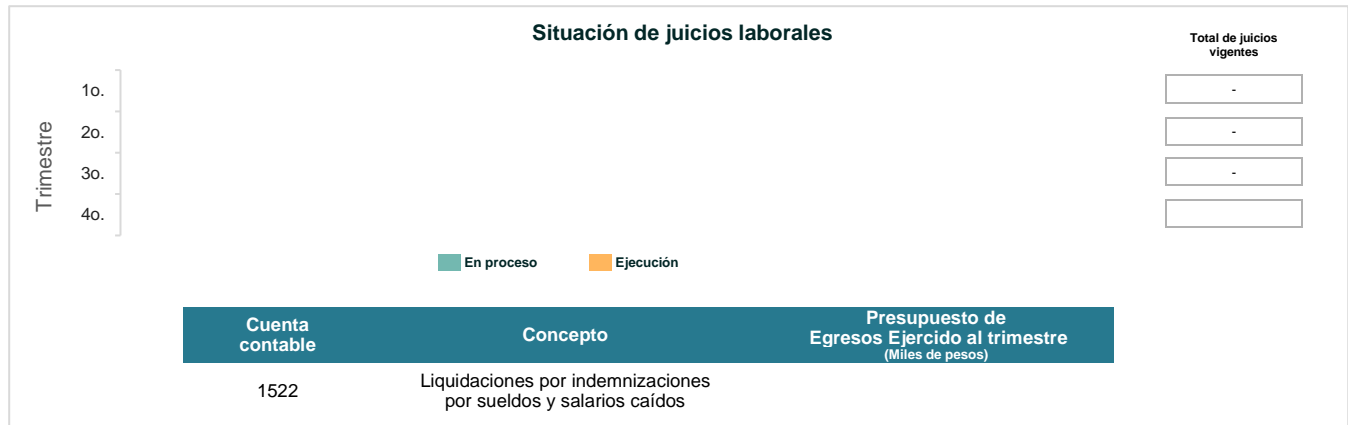 Situación de juicios laborales
Total de juicios
vigentes
Trimestre
1o.
-
2o.
-
3o.
-
4o.
En proceso
Ejecución
Cuenta
contable
Concepto
Presupuesto de
Egresos Ejercido al trimestre
(Miles de pesos)
1522
Liquidaciones por indemnizaciones
por sueldos y salarios caídos